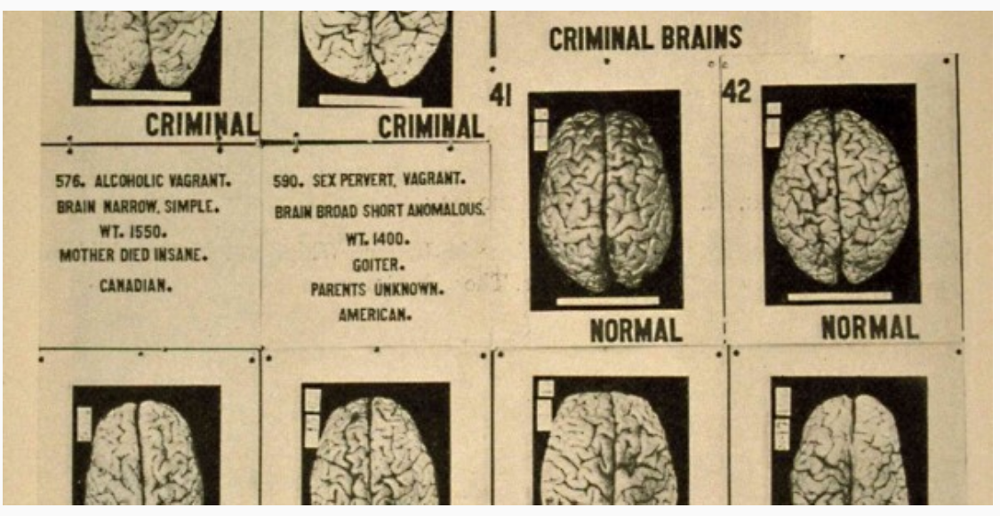 CRIMINAL
576. ALCOHOLIC VAGRANT.
BRAIN NARROW, SIMPLE.
WT. 1550.
MOTHER DIED INSANE.
CANADIAN.
CRIMINAL
590. SEX PERVERT, VAGRANT.
BRAIN BROAD SHORT ANOMALOUS.
WT. 1400.
GOITER.
PARENTS UNKNOWN.
AMERICAN.
CRIMINAL BRAINS
41
NORMAL
42
NORMAL